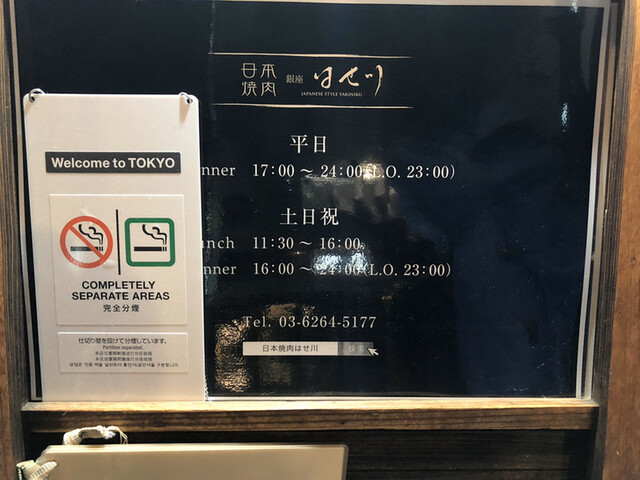 日本
焼肉
銀座
はせ川
JAPANESE STYLE YAKINIKU
平日
nner 17:00 〜 24:00 (L.O. 23:00)
土日祝
unch 11:30 〜 16:00
nner 16:00 〜 24:00 (L.O. 23:00)
Tel. 03-6264-5177
日本焼肉はせ川 検索
Welcome to TOKYO
COMPLETELY
SEPARATE AREAS
完全分煙
仕切り壁を設けて分煙しています。
Partition separated.